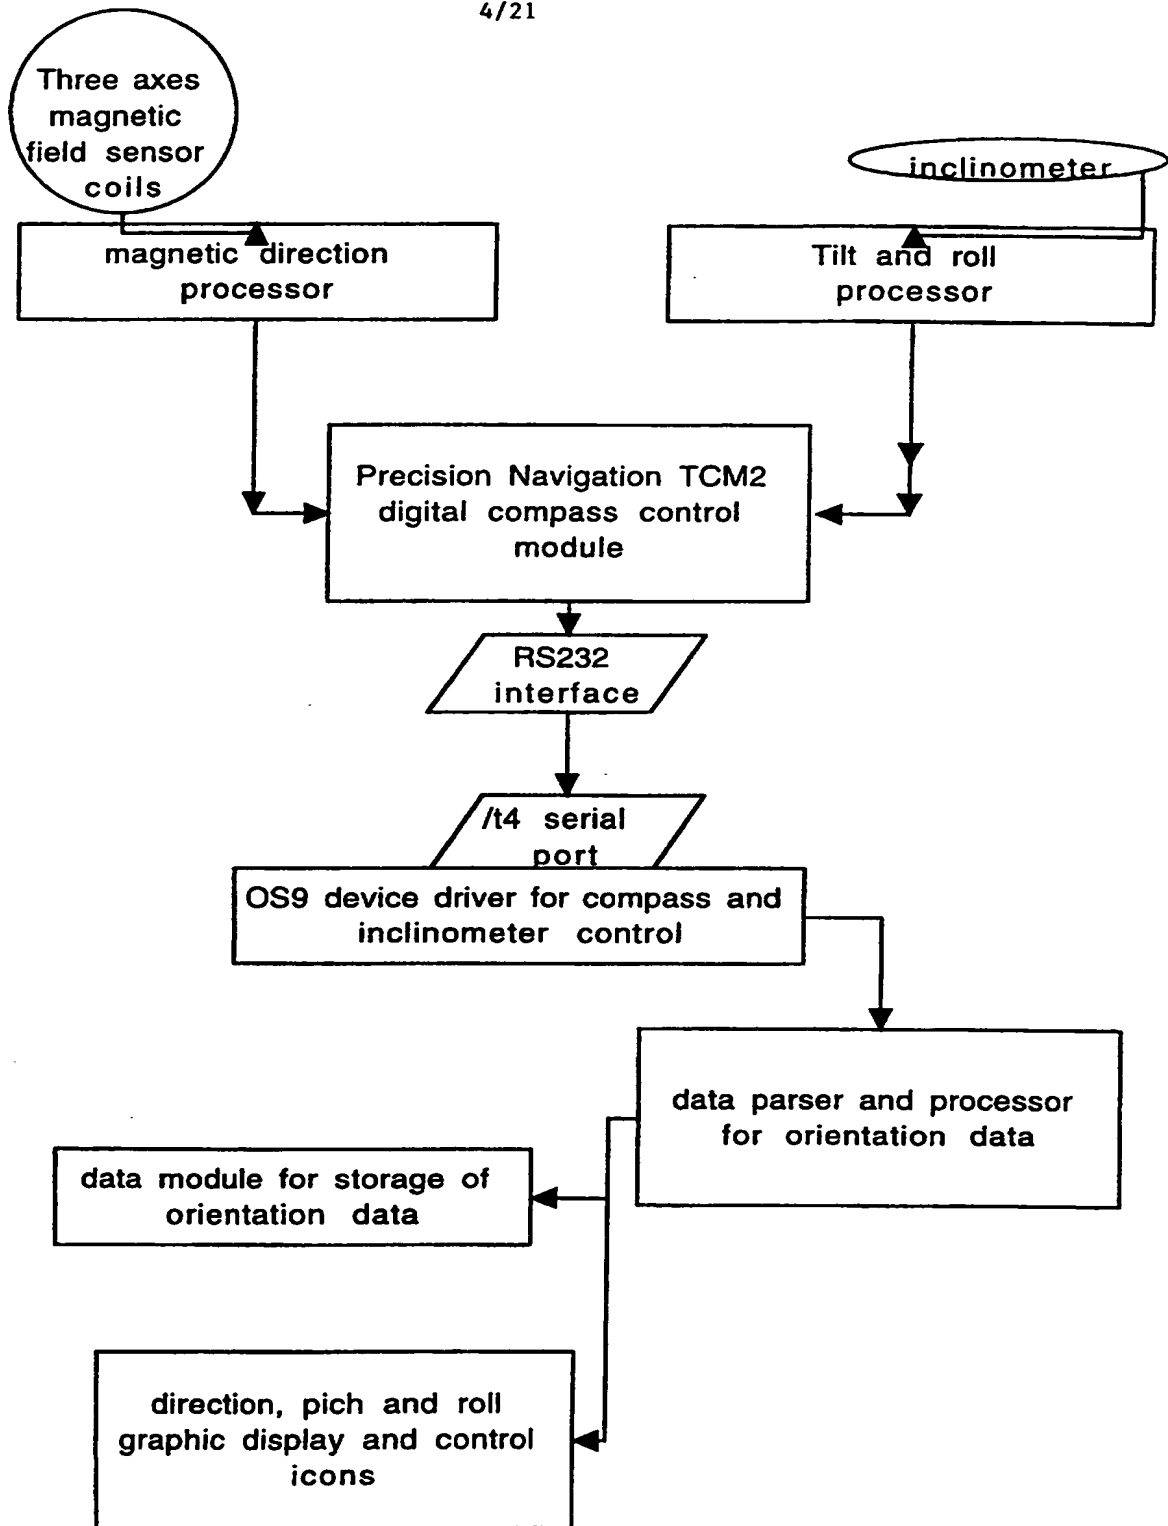 4/21
Three axes
magnetic
field sensor
coils
inclinometer
magnetic direction
processor
Tilt and roll
processor
Precision Navigation TCM2
digital compass control
module
RS232
interface
/t4 serial
port
OS9 device driver for compass and
inclinometer control
data parser and processor
for orientation data
data module for storage of
orientation data
direction, pich and roll
graphic display and control
icons